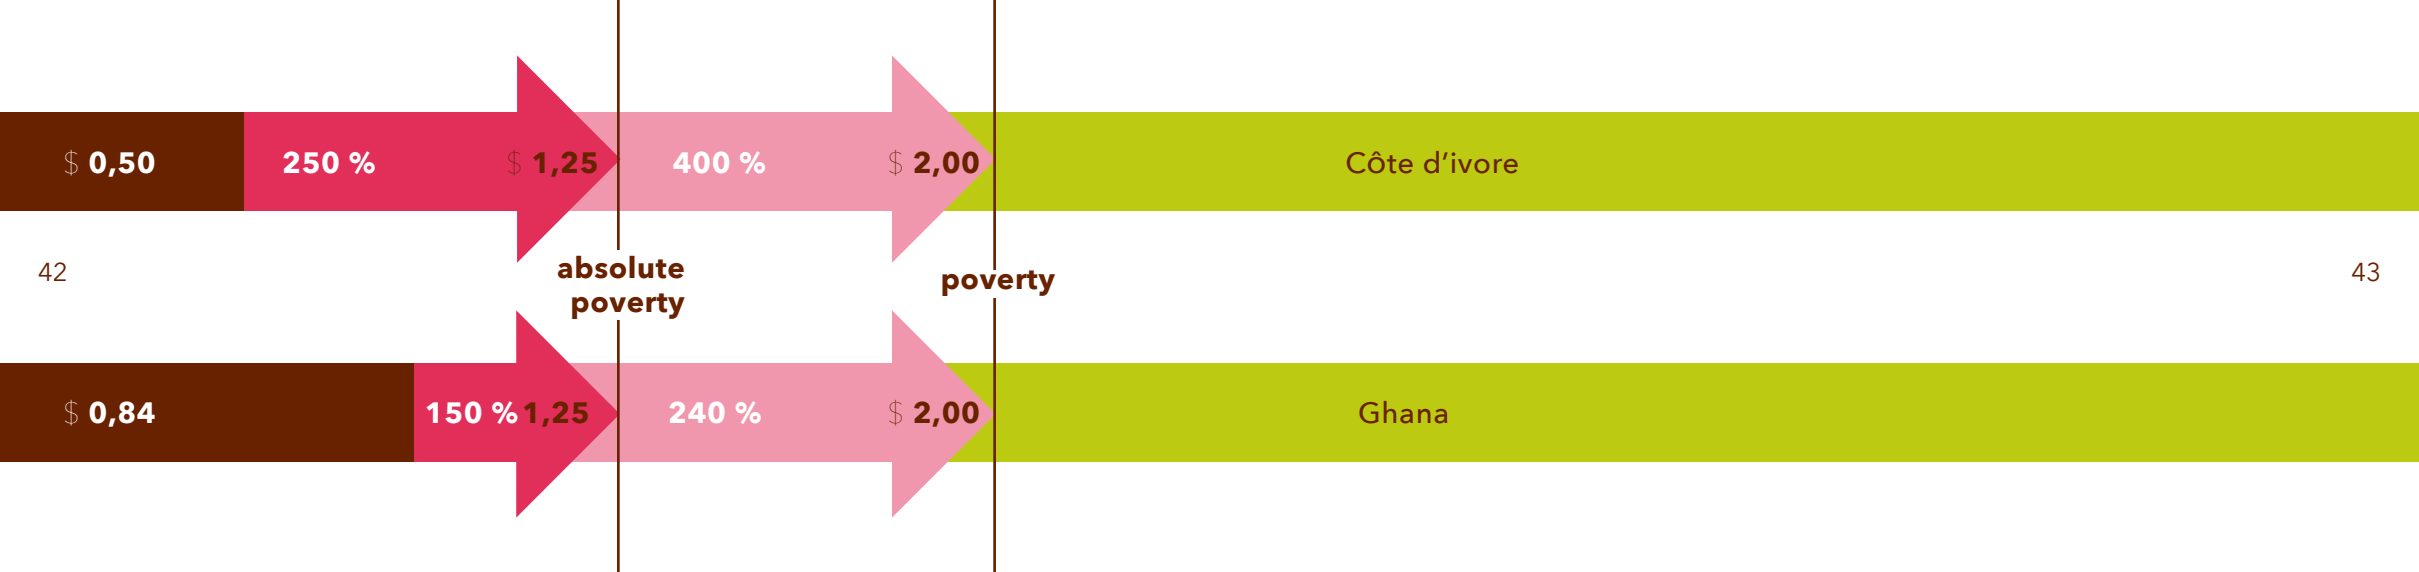 $ 0,50 250 % $ 1,25 400 % $ 2,00 Côte d’ivore
42 absolute poverty poverty 43
$ 0,84 150 % 1,25 240 % $ 2,00 Ghana